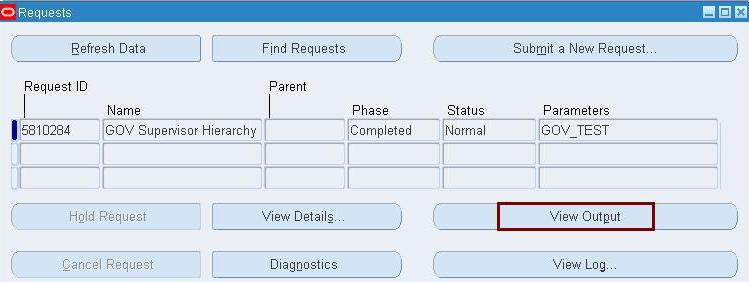 Requests
Refresh Data Find Requests Submit a New Request...
Request ID Parent
Name Phase Status Parameters
5810284 GOV Supervisor Hierarchy Completed Normal GOV_TEST
Hold Request View Details... View Output
Cancel Request Diagnostics View Log...